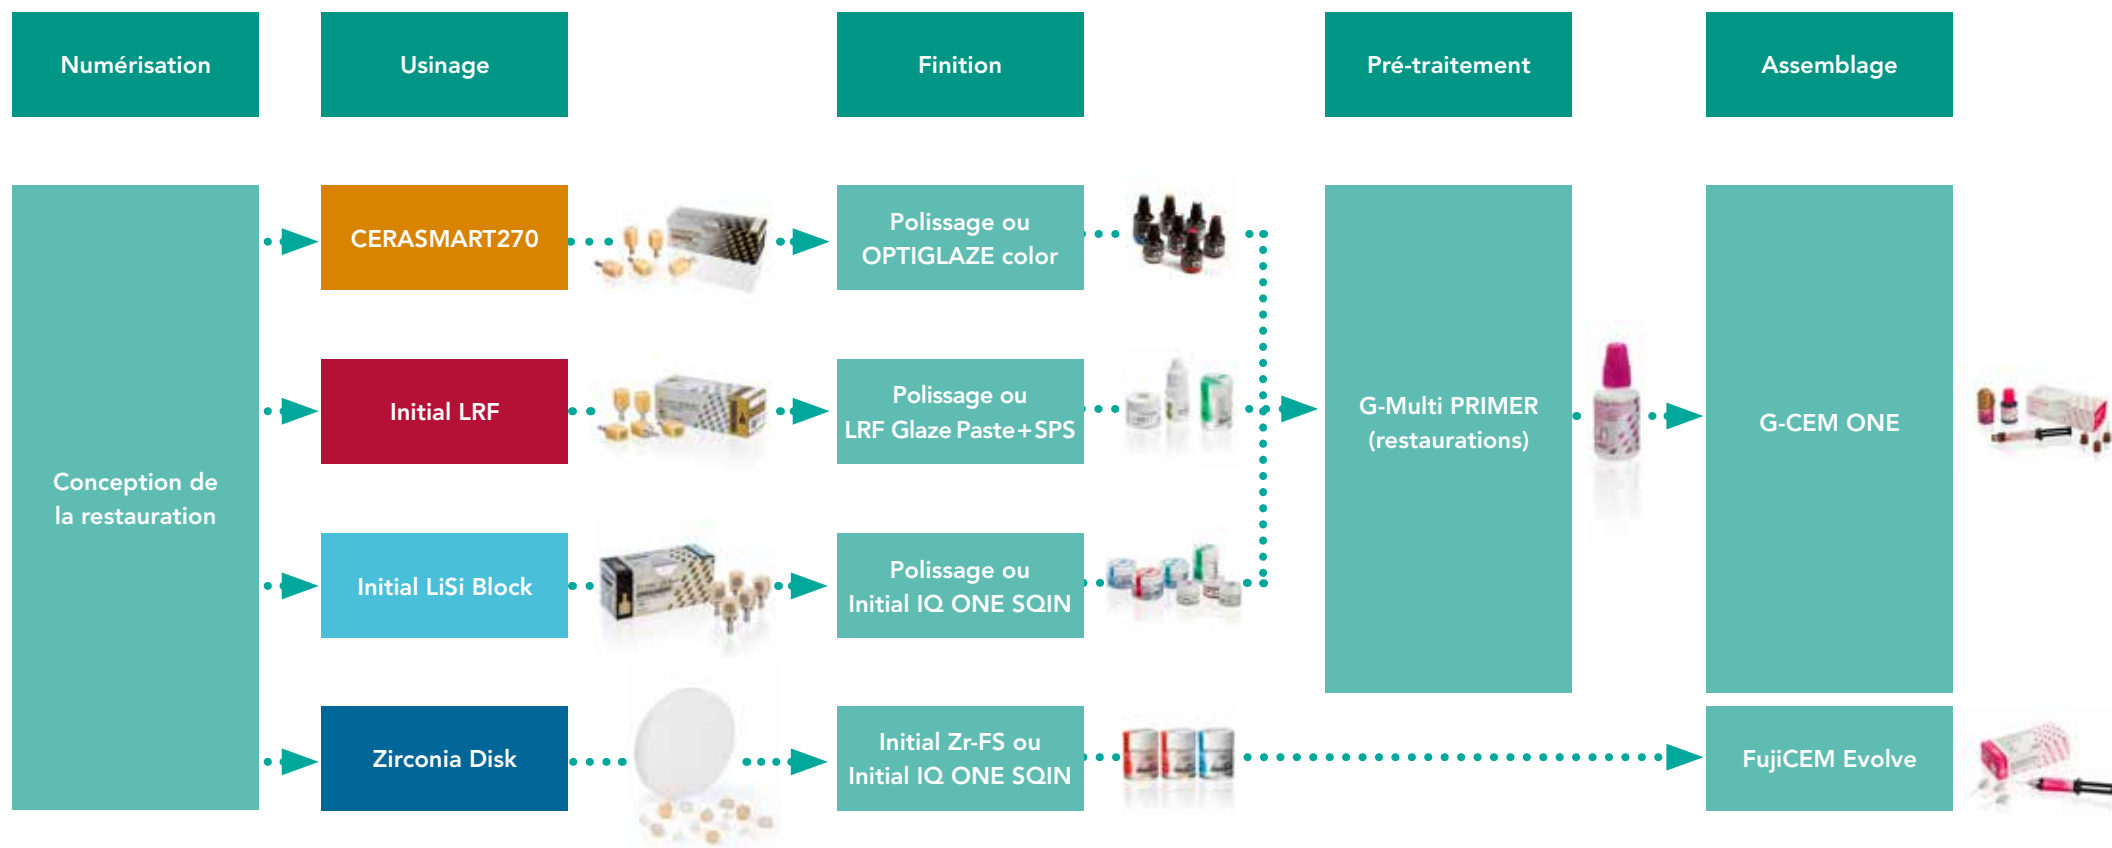 Numérisation
Usinage
Finition
Pré-traitement
Assemblage
Conception de
la restauration
CERASMART270
Polissage ou
OPTIGLAZE color
Initial LRF
Polissage ou
LRF Glaze Paste+SPS
Initial LiSi Block
Polissage ou
Initial IQ ONE SQIN
Zirconia Disk
Initial Zr-FS ou
Initial IQ ONE SQIN
G-Multi PRIMER
(restaurations)
G-CEM ONE
FujiCEM Evolve